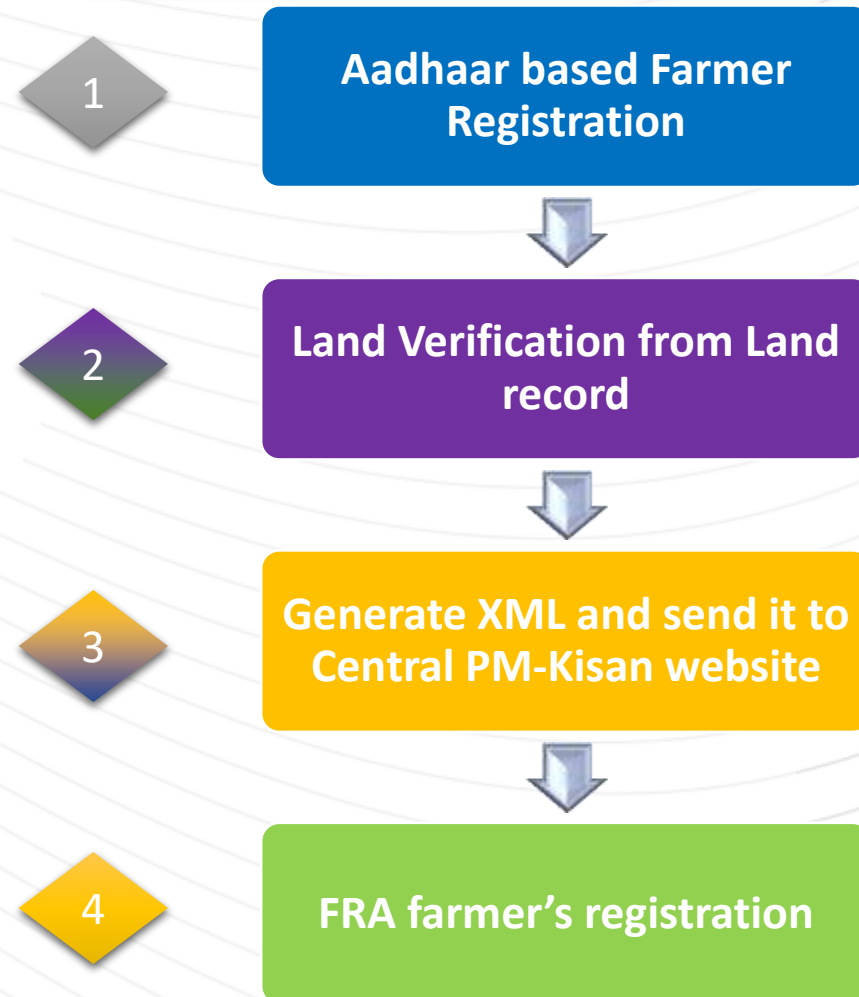 1
Aadhaar based Farmer
Registration
2
Land Verification from Land
record
3
Generate XML and send it to
Central PM-Kisan website
4
FRA farmer’s registration